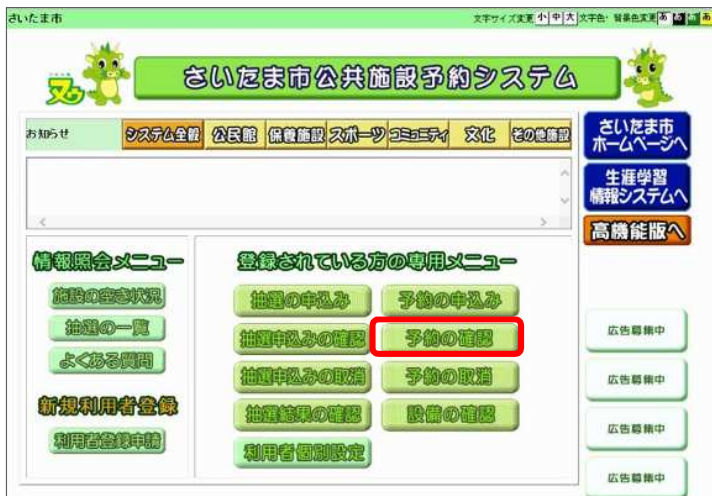 さいたま市
文字サイズ変更 小 中 大 文字色・背景色変更 あ あ あ あ
ヌゥ
さいたま市公共施設予約システム
お知らせ
システム全般 公民館 保養施設 スポーツ コミュニティ 文化 その他施設
さいたま市
ホームページへ
生涯学習
情報システムへ
高機能版へ
情報照会メニュー
施設の空き状況
抽選の一覧
よくある質問
新規利用者登録
利用者登録申請
登録されている方の専用メニュー
抽選の申込み 予約の申込み
抽選申込みの確認 予約の確認
抽選申込みの取消 予約の取消
抽選結果の確認 設備の確認
利用者個別設定
広告募集中
広告募集中
広告募集中
広告募集中